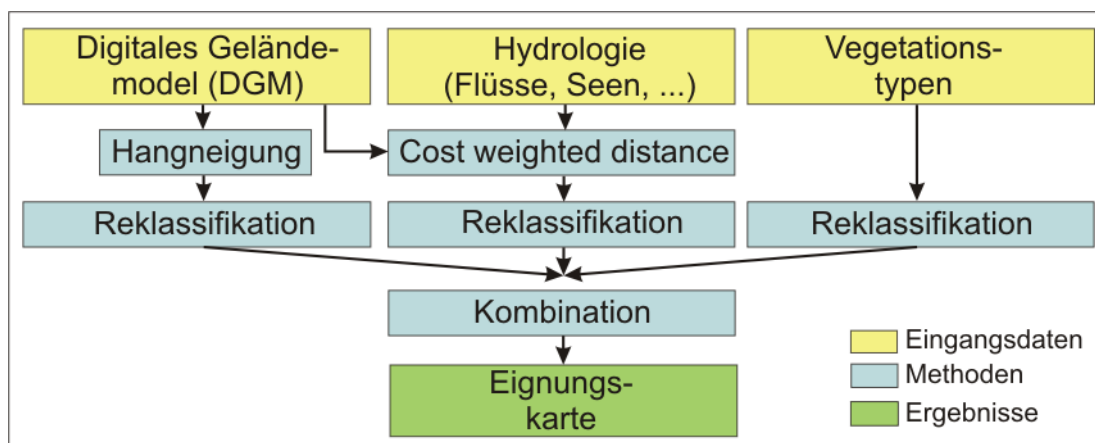 Digitales Gelände-
model (DGM)
Hydrologie
(Flüsse, Seen, ...)
Vegetations-
typen
Hangneigung
Cost weighted distance
Reklassifikation
Reklassifikation
Reklassifikation
Kombination
Eignungs-
karte
Eingangsdaten
Methoden
Ergebnisse